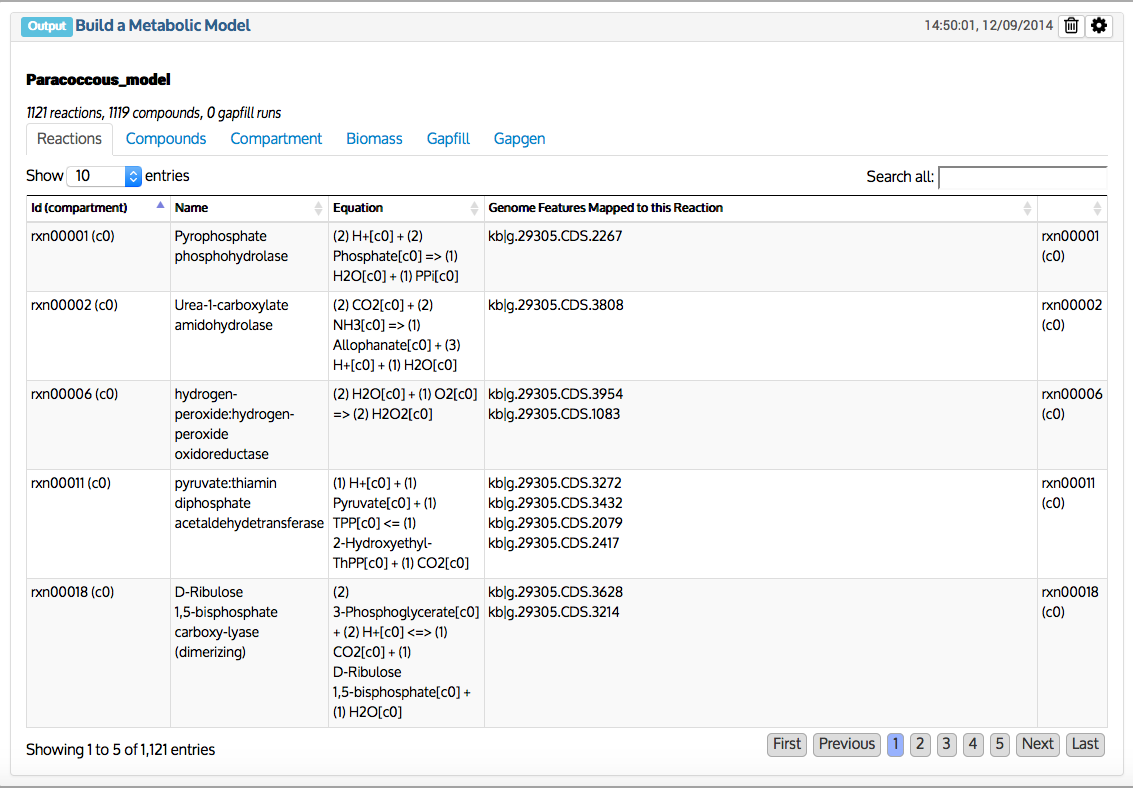 Output Build a Metabolic Model 14:50:01, 12/09/2014
Paracoccous_model
1121 reactions, 1119 compounds, 0 gapfill runs
Reactions Compounds Compartment Biomass Gapfill Gapgen
Show 10 entries Search all:
Id (compartment) Name Equation Genome Features Mapped to this Reaction
rxn00001 (c0) Pyrophosphate (2) H+[c0] + (2) kb|g.29305.CDS.2267 rxn00001
phosphohydrolase Phosphate[c0] => (1) (c0)
H2O[c0] + (1) PPi[c0]
rxn00002 (c0) Urea-1-carboxylate (2) CO2[c0] + (2) kb|g.29305.CDS.3808 rxn00002
amidohydrolase NH3[c0] => (1) (c0)
Allophanate[c0] + (3)
H+[c0] + (1) H2O[c0]
rxn00006 (c0) hydrogen- (2) H2O[c0] + (1) O2[c0] kb|g.29305.CDS.3954 rxn00006
peroxide:hydrogen- => (2) H2O2[c0] kb|g.29305.CDS.1083 (c0)
peroxide
oxidoreductase
rxn00011 (c0) pyruvate:thiamin (1) H+[c0] + (1) kb|g.29305.CDS.3272 rxn00011
diphosphate Pyruvate[c0] + (1) kb|g.29305.CDS.3432 (c0)
acetaldehydetransferase TPP[c0] <= (1) kb|g.29305.CDS.2079
2-Hydroxyethyl- kb|g.29305.CDS.2417
ThPP[c0] + (1) CO2[c0]
rxn00018 (c0) D-Ribulose (2) kb|g.29305.CDS.3628 rxn00018
1,5-bisphosphate 3-Phosphoglycerate[c0] kb|g.29305.CDS.3214 (c0)
carboxy-lyase + (2) H+[c0] <=> (1)
(dimerizing) CO2[c0] + (1)
D-Ribulose
1,5-bisphosphate[c0] +
(1) H2O[c0]
Showing 1 to 5 of 1,121 entries First Previous 1 2 3 4 5 Next Last